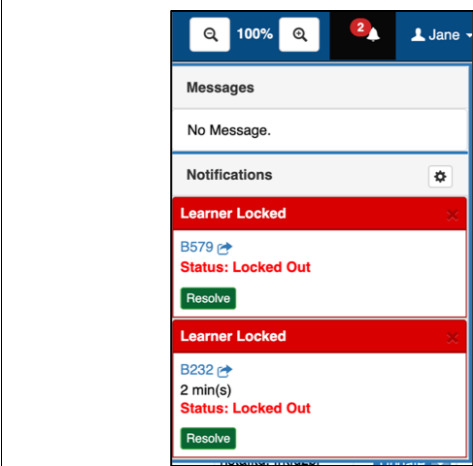 100%
2
Jane
Messages
No Message.
Notifications
Learner Locked
B579
Status: Locked Out
Resolve
Learner Locked
B232
2 min(s)
Status: Locked Out
Resolve